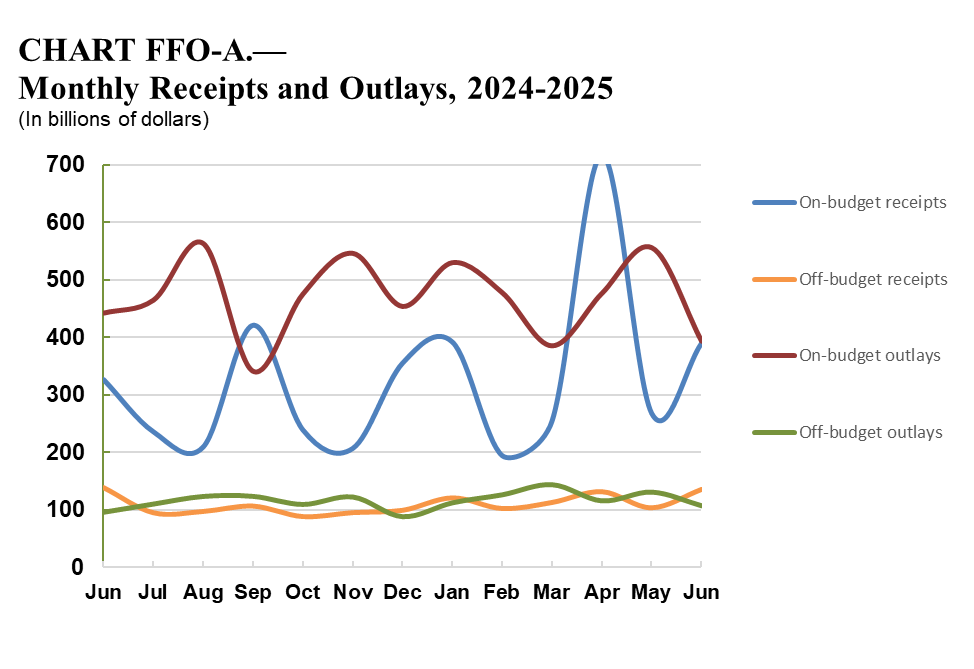 CHART FFO-A.—
Monthly Receipts and Outlays, 2024-2025
(In billions of dollars)
700
600
500
400
300
200
100
0
Jun Jul Aug Sep Oct Nov Dec Jan Feb Mar Apr May Jun
On-budget receipts
Off-budget receipts
On-budget outlays
Off-budget outlays